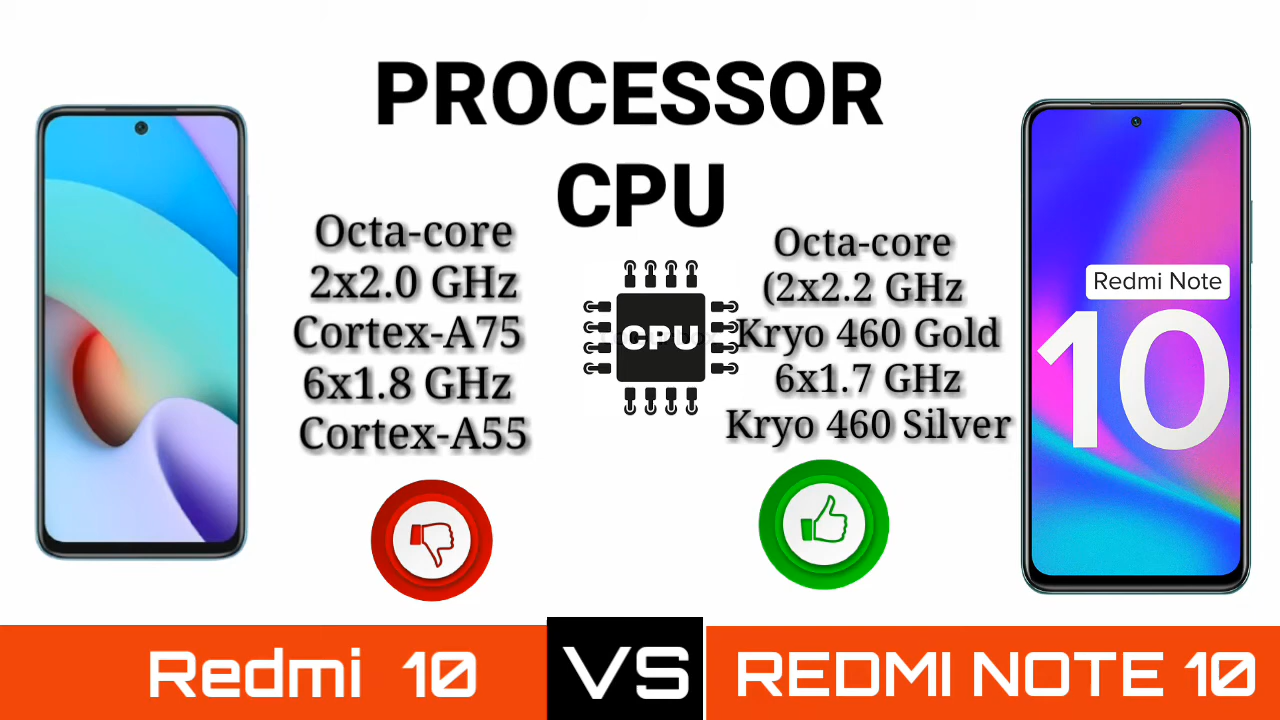 PROCESSOR
CPU
Octa-core
2x2.0 GHz
Cortex-A75
6x1.8 GHz
Cortex-A55
CPU
Octa-core
(2x2.2 GHz
Kryo 460 Gold
6x1.7 GHz
Kryo 460 Silver
Redmi Note
10
Redmi 10
VS
REDMI NOTE 10